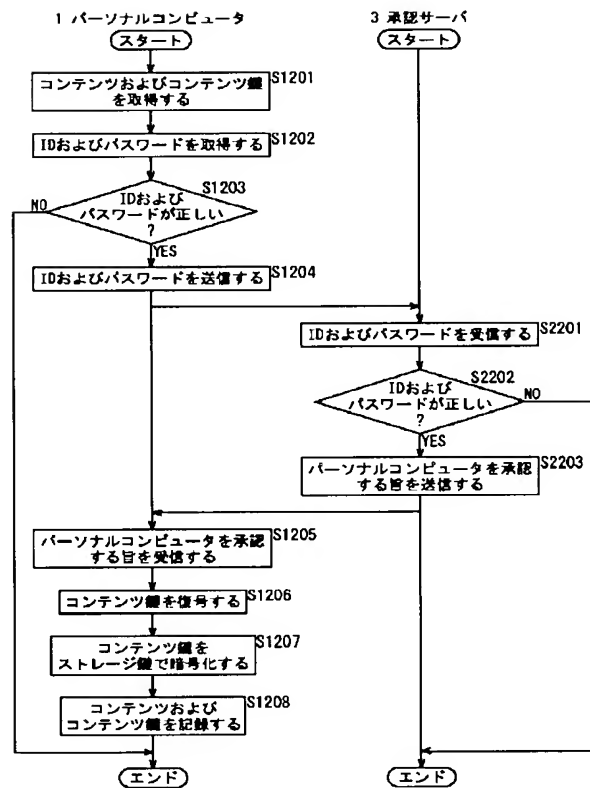 1 パーソナルコンピュータ
スタート
コンテンツおよびコンテンツ鍵
を取得する
S1201
IDおよびパスワードを取得する
S1202
IDおよび
パスワードが正しい
?
S1203
NO
YES
IDおよびパスワードを送信する
S1204
3 承認サーバ
スタート
IDおよびパスワードを受信する
S2201
IDおよび
パスワードが正しい
?
S2202
NO
YES
パーソナルコンピュータを承認
する旨を送信する
S2203
パーソナルコンピュータを承認
する旨を受信する
S1205
コンテンツ鍵を復号する
S1206
コンテンツ鍵を
ストレージ鍵で暗号化する
S1207
コンテンツおよび
コンテンツ鍵を記録する
S1208
エンド
エンド